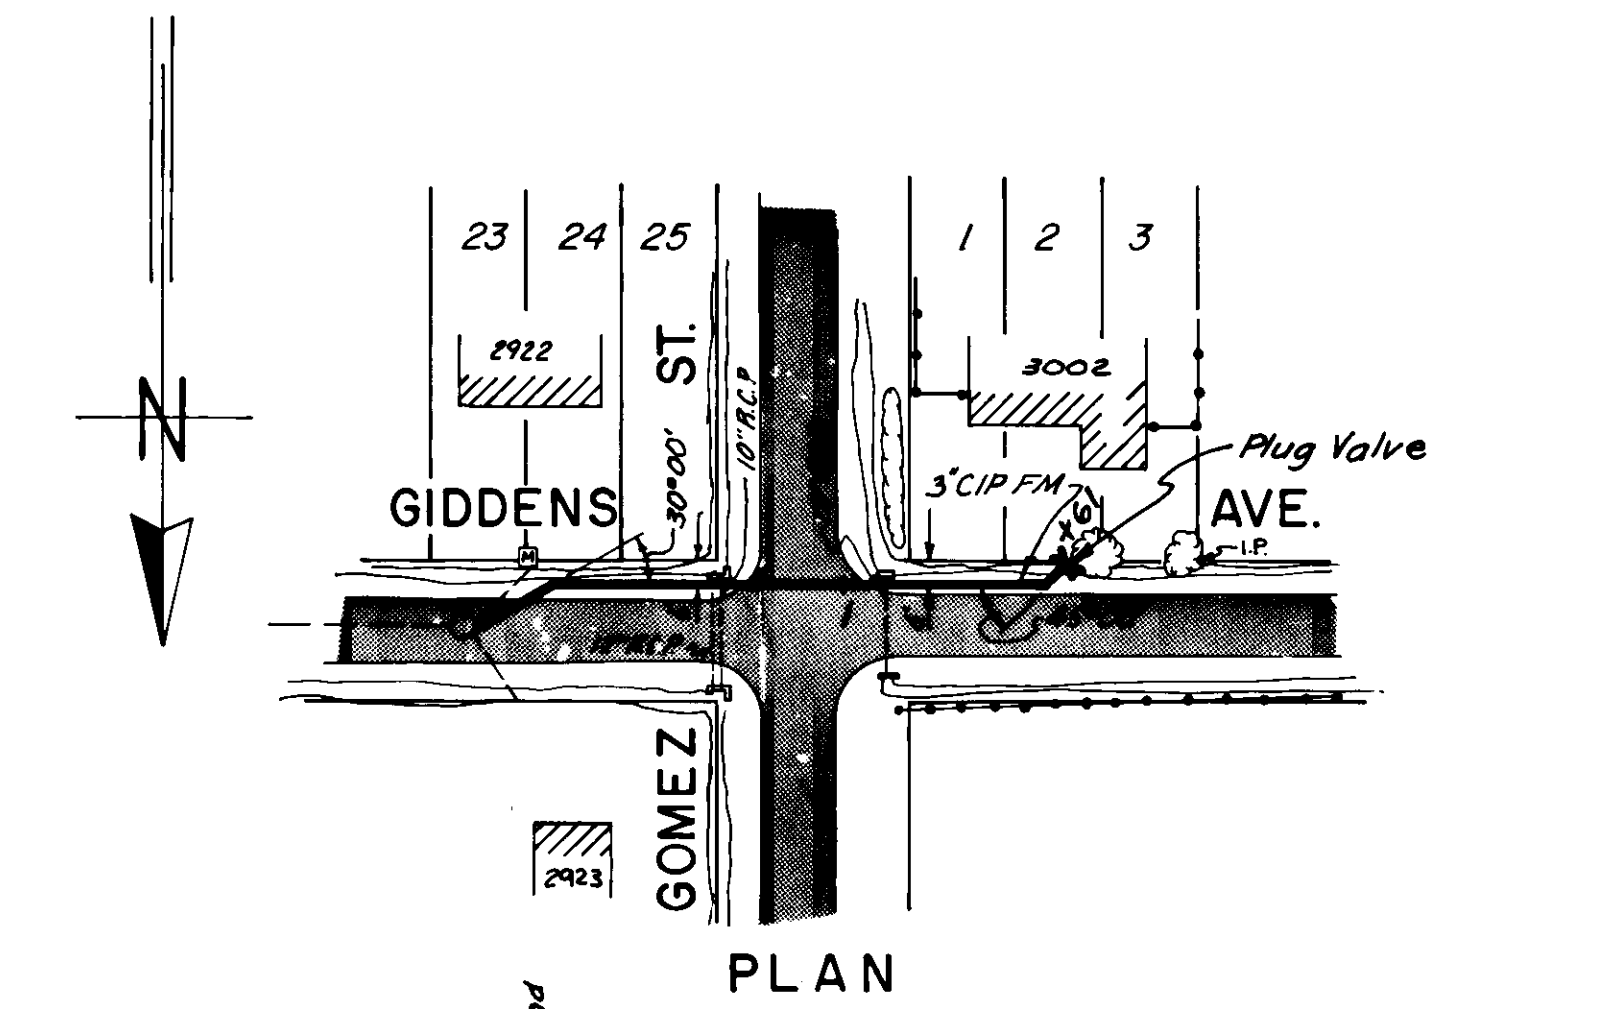 23 24 25 1 2 3
2922
ST.
3002
10" R.C.P
30°00'
Plug Valve
3" CIP FM
GIDDENS
AVE.
N
M
I.P.
GOMEZ
2923
PLAN